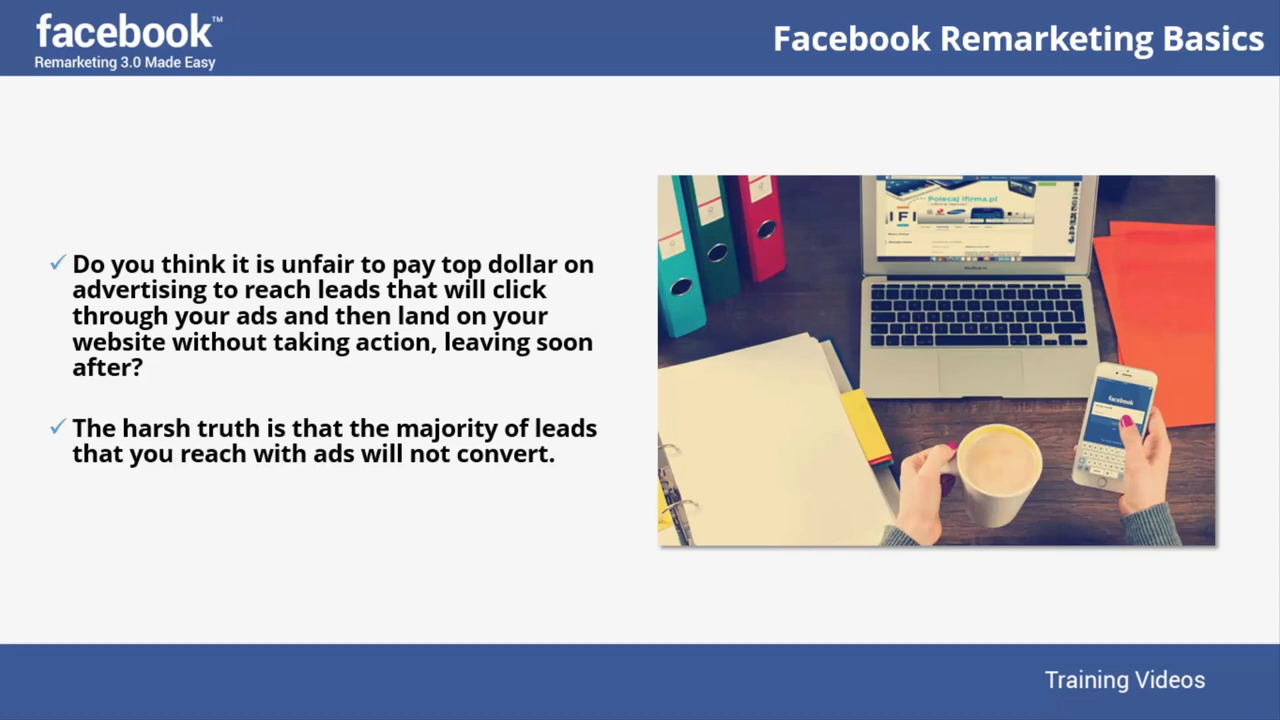 facebook™
Remarketing 3.0 Made Easy
Facebook Remarketing Basics
✓ Do you think it is unfair to pay top dollar on
advertising to reach leads that will click
through your ads and then land on your
website without taking action, leaving soon
after?
✓ The harsh truth is that the majority of leads
that you reach with ads will not convert.
Polecaj ifirma.pl
facebook
Training Videos